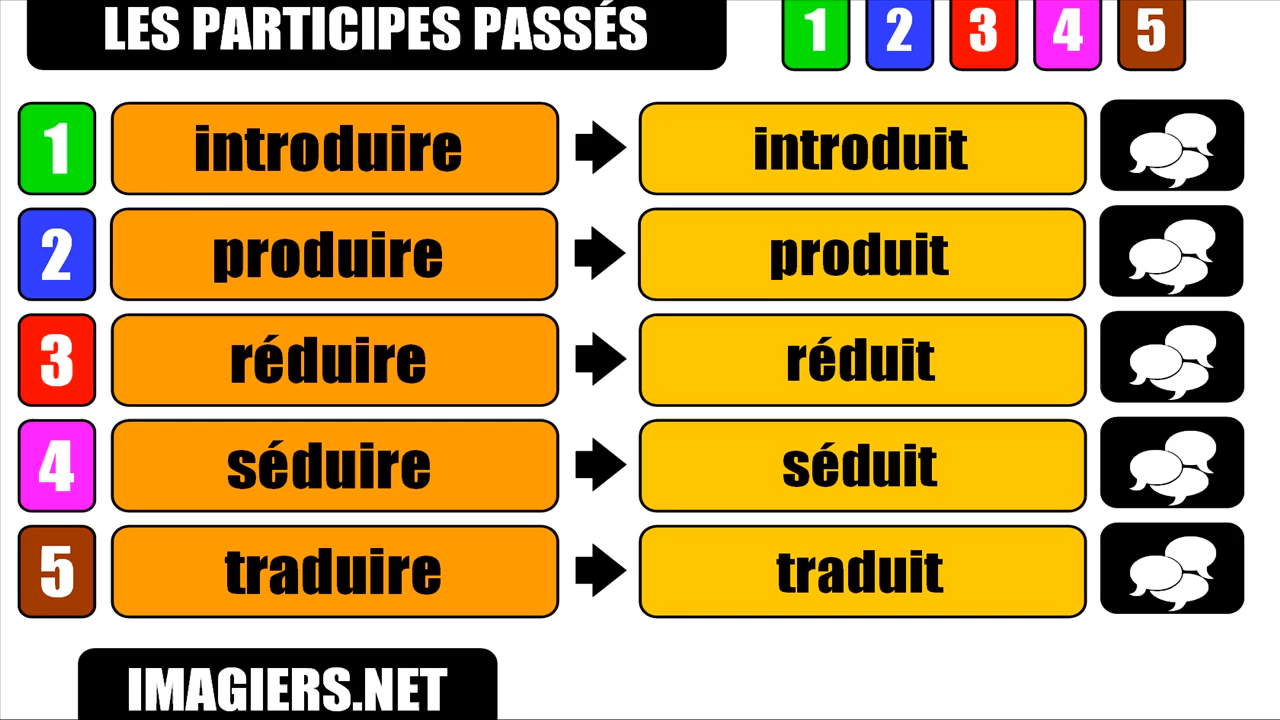 LES PARTICIPES PASSÉS
1 2 3 4 5
1 introduire introduit
2 produire produit
3 réduire réduit
4 séduire séduit
5 traduire traduit
IMAGIERS.NET